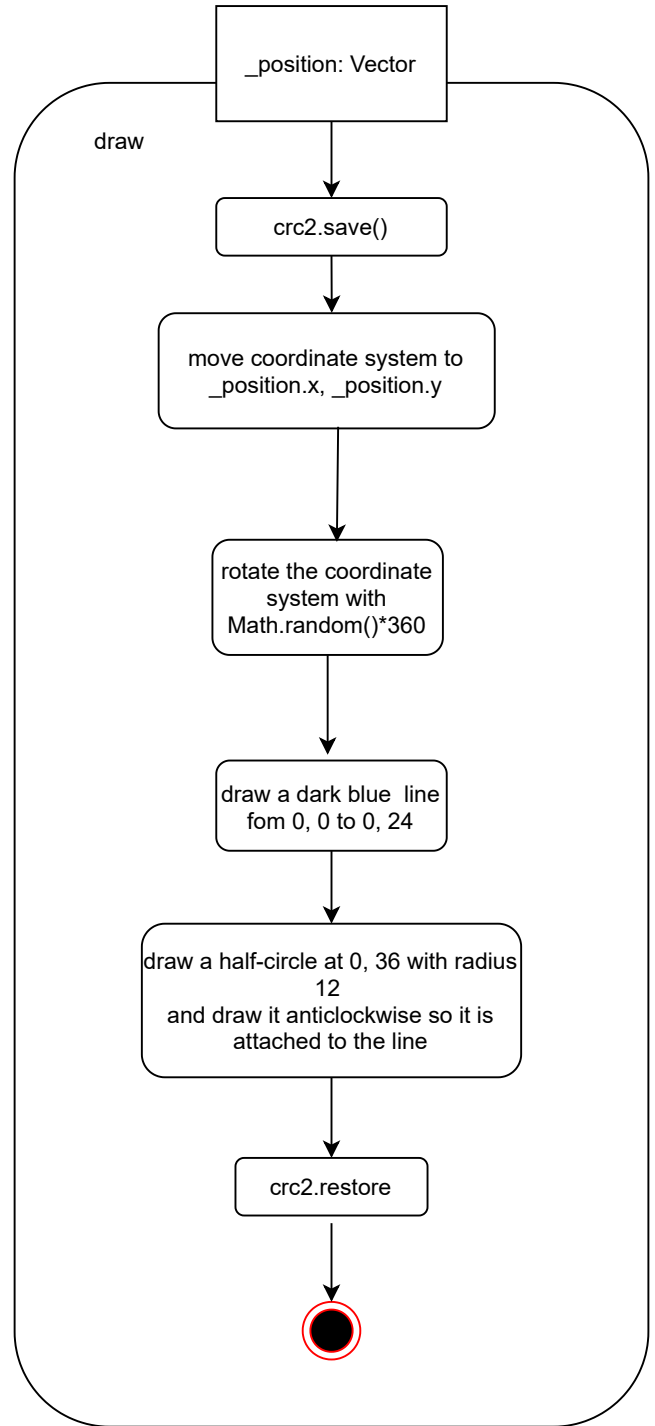 _position: Vector
draw
crc2.save()
move coordinate system to
_position.x, _position.y
rotate the coordinate
system with
Math.random()*360
draw a dark blue  line
fom 0, 0 to 0, 24
draw a half-circle at 0, 36 with radius
12
and draw it anticlockwise so it is
attached to the line
crc2.restore